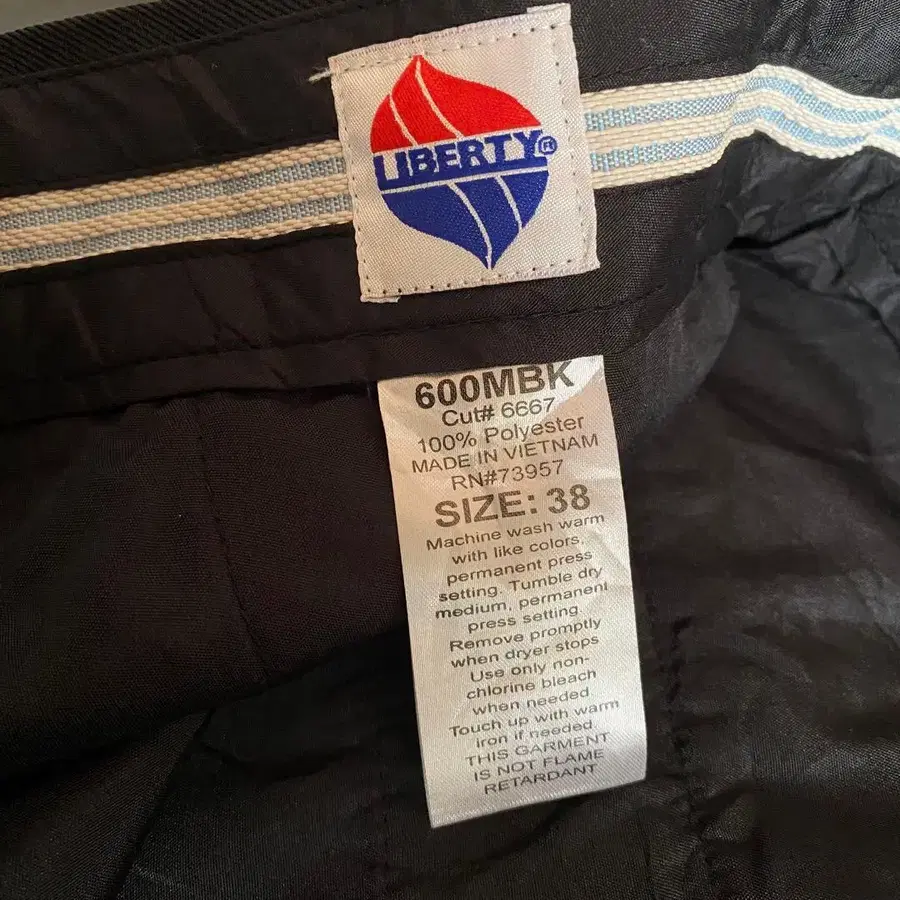 LIBERTY®
600MBK
Cut# 6667
100% Polyester
MADE IN VIETNAM
RN#73957
SIZE: 38
Machine wash warm
with like colors,
permanent press
setting. Tumble dry
medium, permanent
press setting
Remove promptly
when dryer stops
Use only non-
chlorine bleach
when needed
Touch up with warm
iron if needed.
THIS GARMENT
IS NOT FLAME
RETARDANT